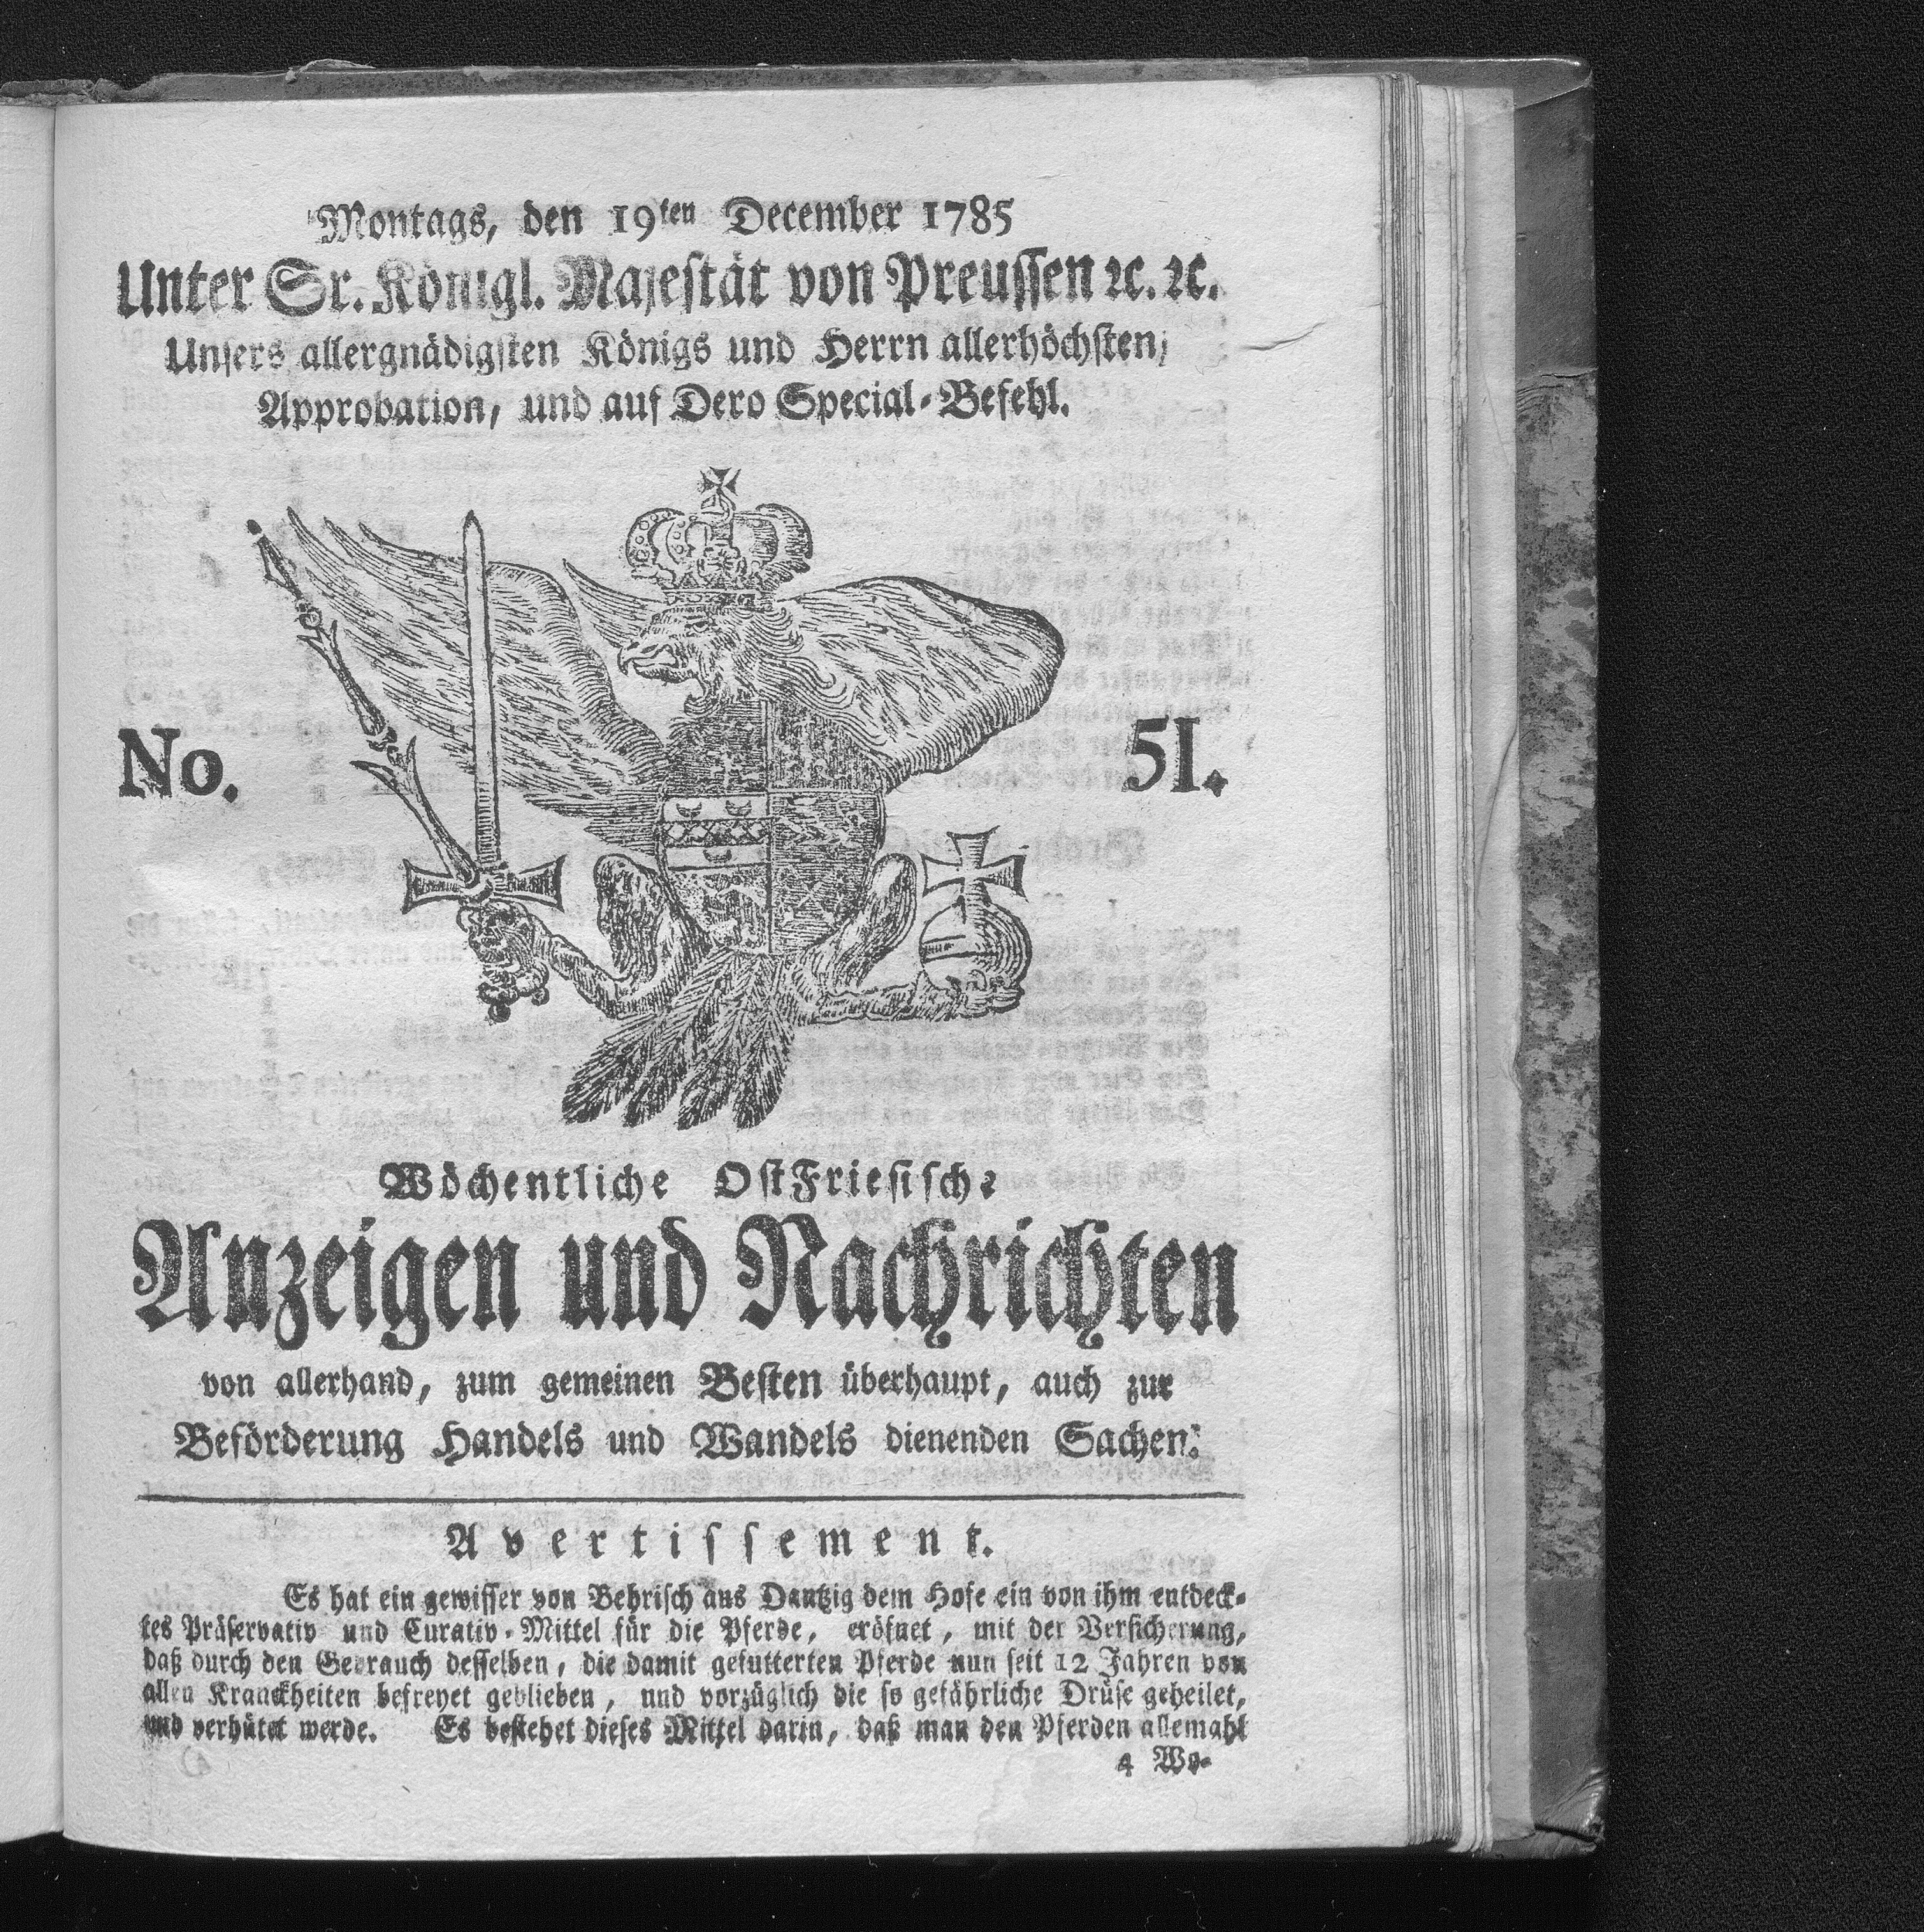 Montags, den 19ten December 1785
Unter Sr. Königl. Majestät von Preussen ꝛc. ꝛc.
Unsers allergnädigsten Königs und Herrn allerhöchsten,
Approbation, und auf Dero Special-Befehl.
No. 51.
Wöchentliche OstFriesische
Anzeigen und Nachrichten
von allerhand, zum gemeinen Besten überhaupt, auch zur
Beförderung Handels und Wandels dienenden Sachen.
Avertissement.
Es hat ein gewisser von Behrisch aus Dantzig dem Hofe ein von ihm entdeck-
tes Präservativ und Curativ-Mittel für die Pferde, eröfnet, mit der Versicherung,
daß durch den Gebrauch desselben, die damit gefutterten Pferde nun seit 12 Jahren von
allen Kranckheiten befreyet geblieben, und vorzüglich die so gefährliche Drüse geheilet,
und verhütet werde. Es bestehet dieses Mittel darin, daß man den Pferden allemahl
4 Wo-